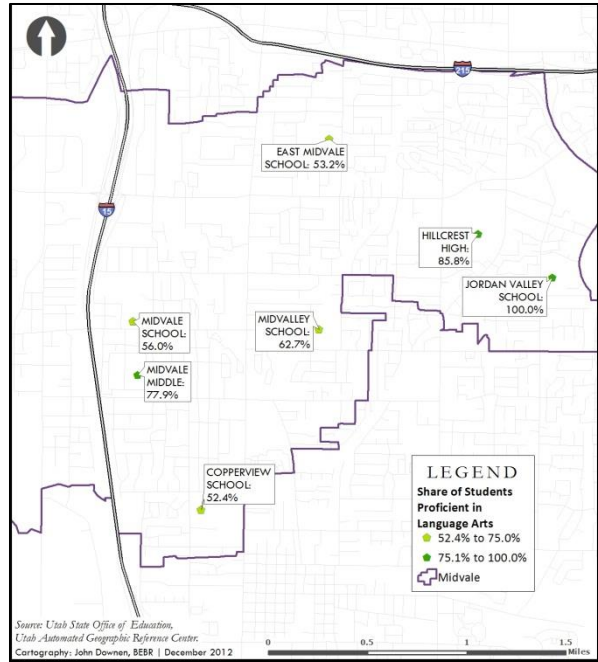 215
EAST MIDVALE
SCHOOL: 53.2%
15
HILLCREST
HIGH:
85.8%
JORDAN VALLEY
SCHOOL:
100.0%
MIDVALE
SCHOOL:
56.0%
MIDVALLEY
SCHOOL:
62.7%
MIDVALE
MIDDLE:
77.9%
COPPERVIEW
SCHOOL:
52.4%
LEGEND
Share of Students
Proficient in
Language Arts
52.4% to 75.0%
75.1% to 100.0%
Midvale
Source: Utah State Office of Education,
Utah Automated Geographic Reference Center.
Cartography: John Downen, BEBR | December 2012
0 0.5 1 1.5
Miles